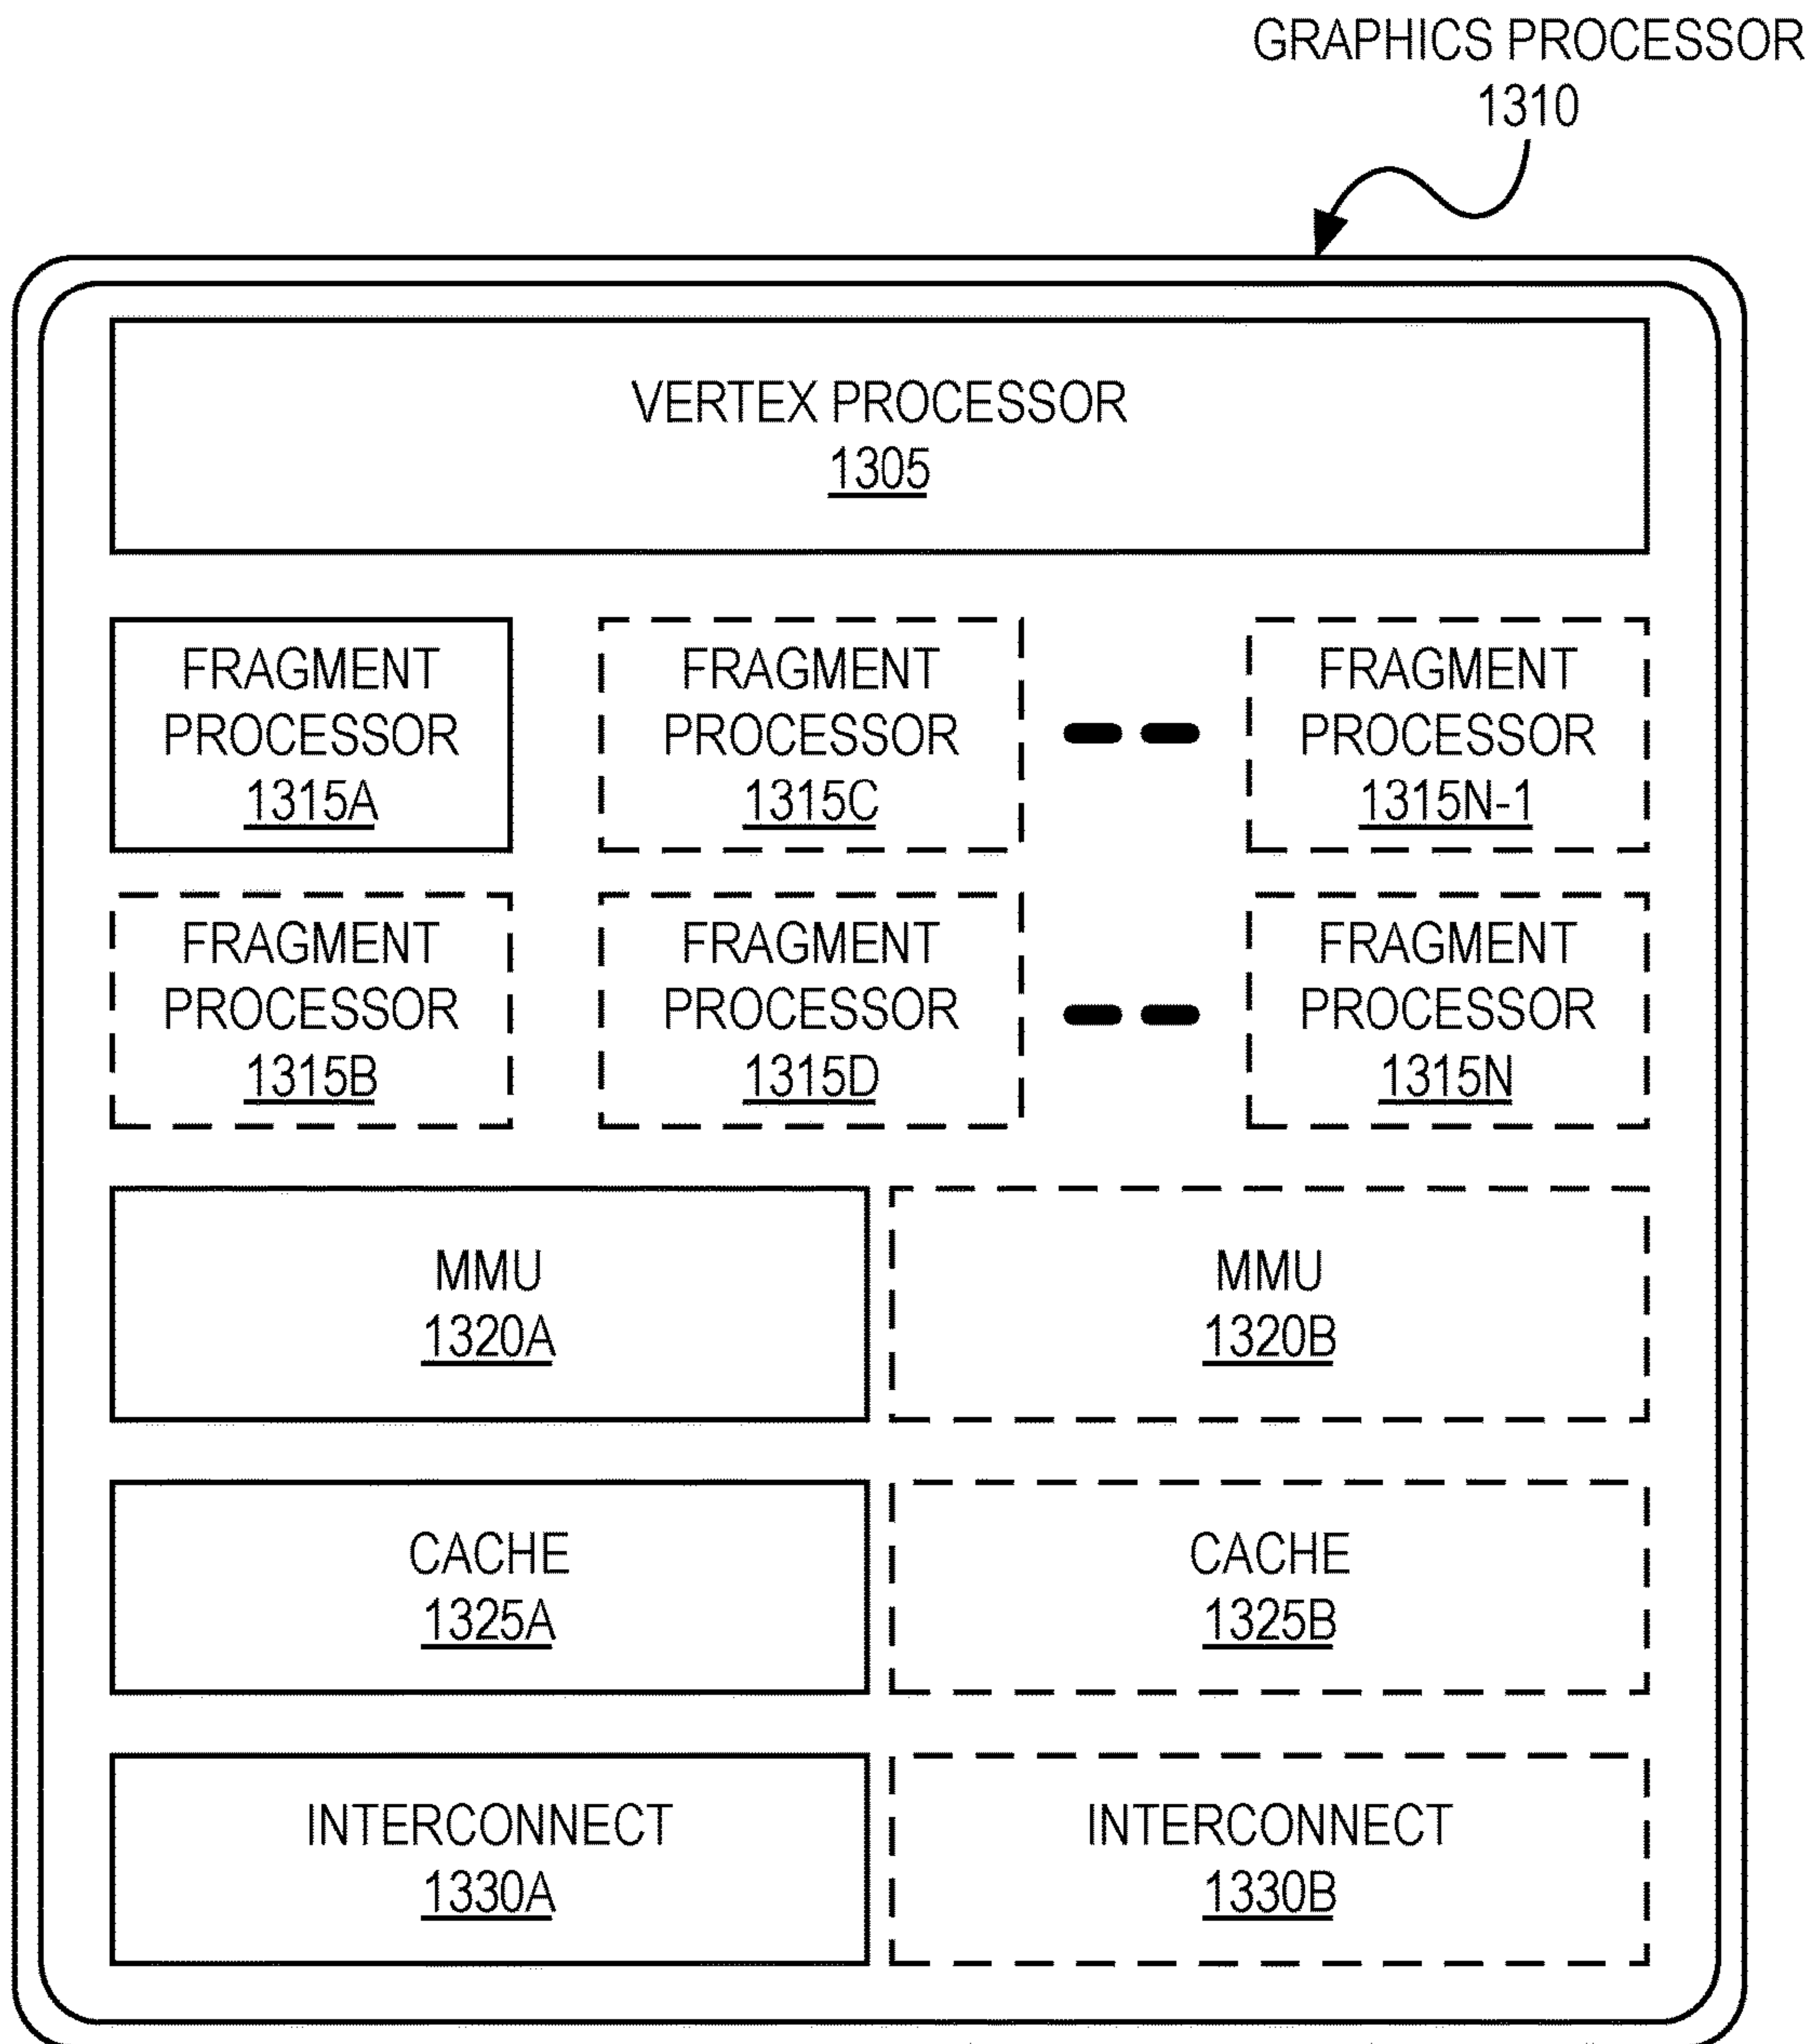 GRAPHICS PROCESSOR
1310
VERTEX PROCESSOR
1305
FRAGMENT
PROCESSOR
1315A
FRAGMENT
PROCESSOR
1315C
FRAGMENT
PROCESSOR
1315N-1
FRAGMENT
PROCESSOR
1315B
FRAGMENT
PROCESSOR
1315D
FRAGMENT
PROCESSOR
1315N
MMU
1320A
MMU
1320B
CACHE
1325A
CACHE
1325B
INTERCONNECT
1330A
INTERCONNECT
1330B